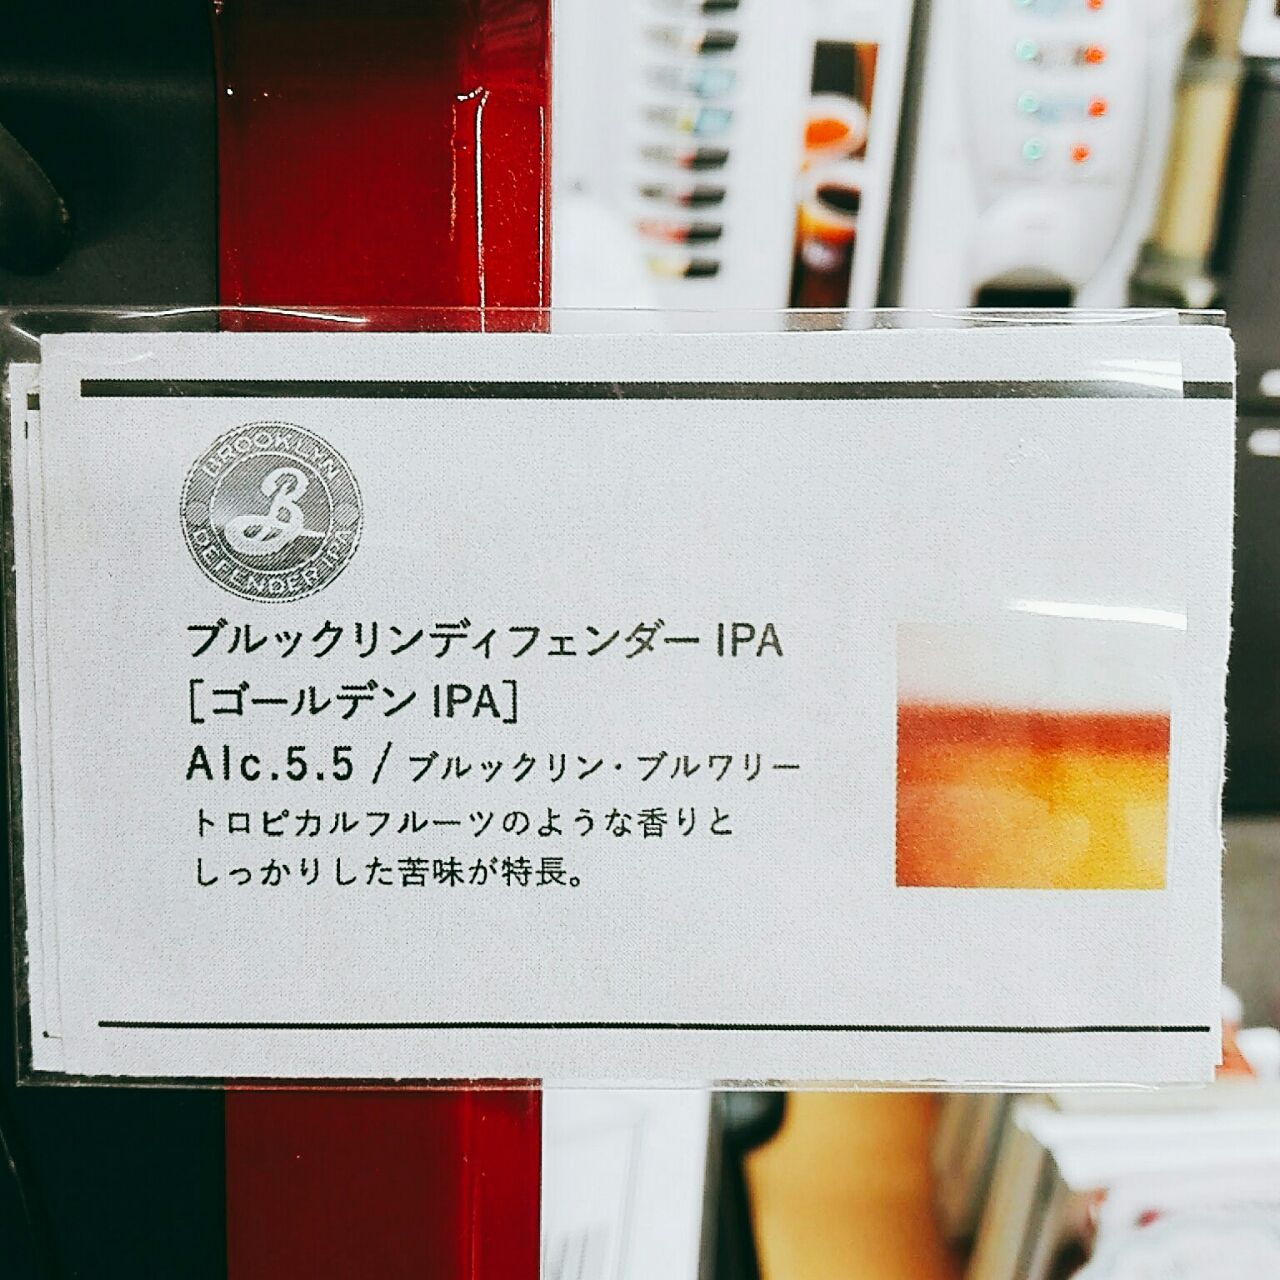 BROOKLYN
B
DEFENDER IPA
ブルックリンディフェンダー IPA
[ゴールデン IPA]
Alc.5.5 / ブルックリン・ブルワリー
トロピカルフルーツのような香りと
しっかりした苦味が特長。